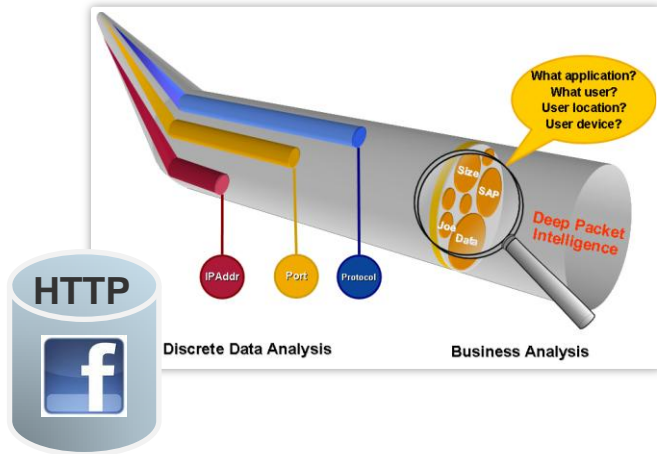 What application?
What user?
User location?
User device?
Size
SAP
Joe
Data
Deep Packet
Intelligence
IPAddr
Port
Protocol
HTTP
f
Discrete Data Analysis
Business Analysis